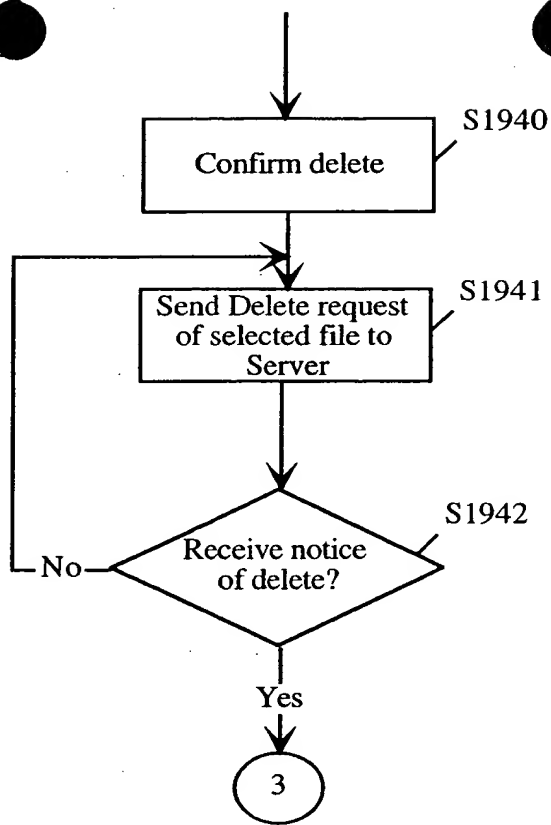 S1940
Confirm delete
S1941
Send Delete request
of selected file to
Server
S1942
Receive notice
of delete?
No
Yes
3